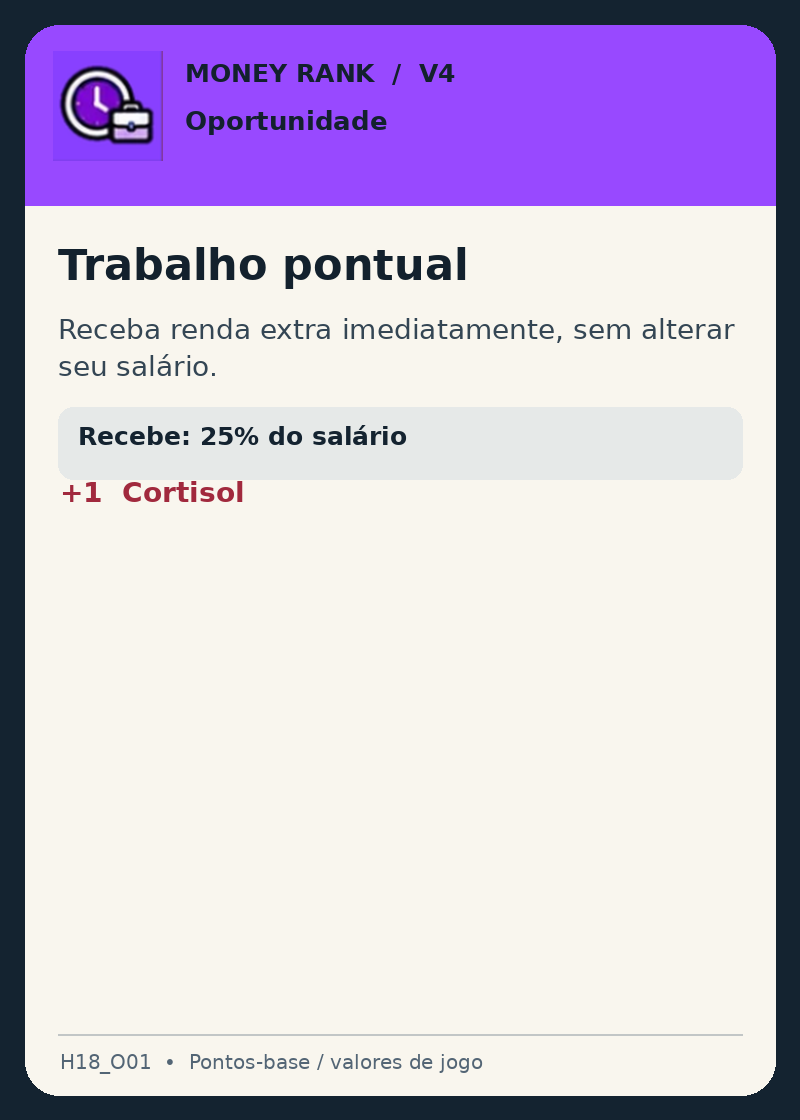 MONEY RANK / V4
Oportunidade
Trabalho pontual
Receba renda extra imediatamente, sem alterar
seu salário.
Recebe: 25% do salário
+1 Cortisol
H18_O01 • Pontos-base / valores de jogo